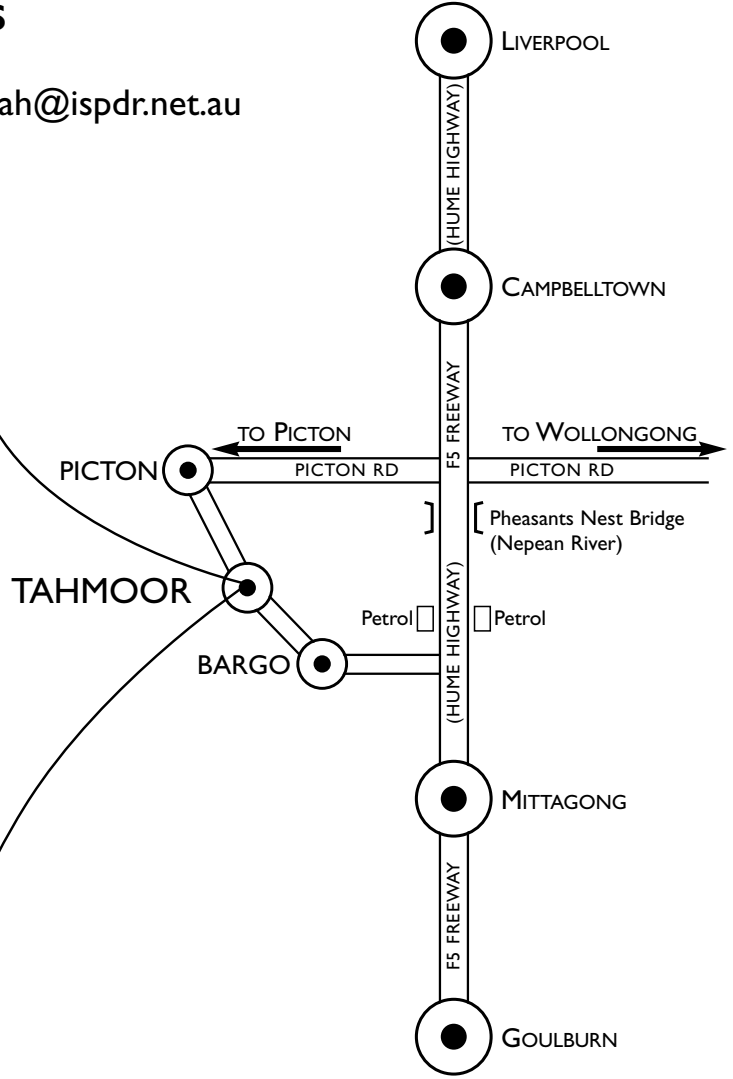 s
ah@ispdr.net.au
LIVERPOOL
(HUME HIGHWAY)
CAMPBELLTOWN
F5 FREEWAY
TO PICTON
TO WOLLONGONG
PICTON
PICTON RD
PICTON RD
Pheasants Nest Bridge
(Nepean River)
TAHMOOR
Petrol
Petrol
(HUME HIGHWAY)
BARGO
MITTAGONG
F5 FREEWAY
GOULBURN